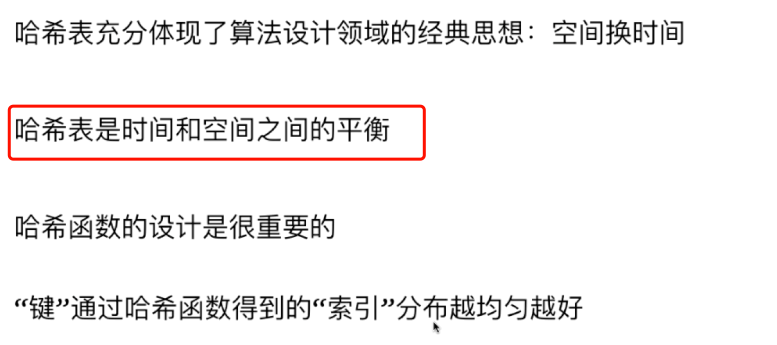 哈希表充分体现了算法设计领域的经典思想：空间换时间
哈希表是时间和空间之间的平衡
哈希函数的设计是很重要的
“键”通过哈希函数得到的“索引”分布越均匀越好